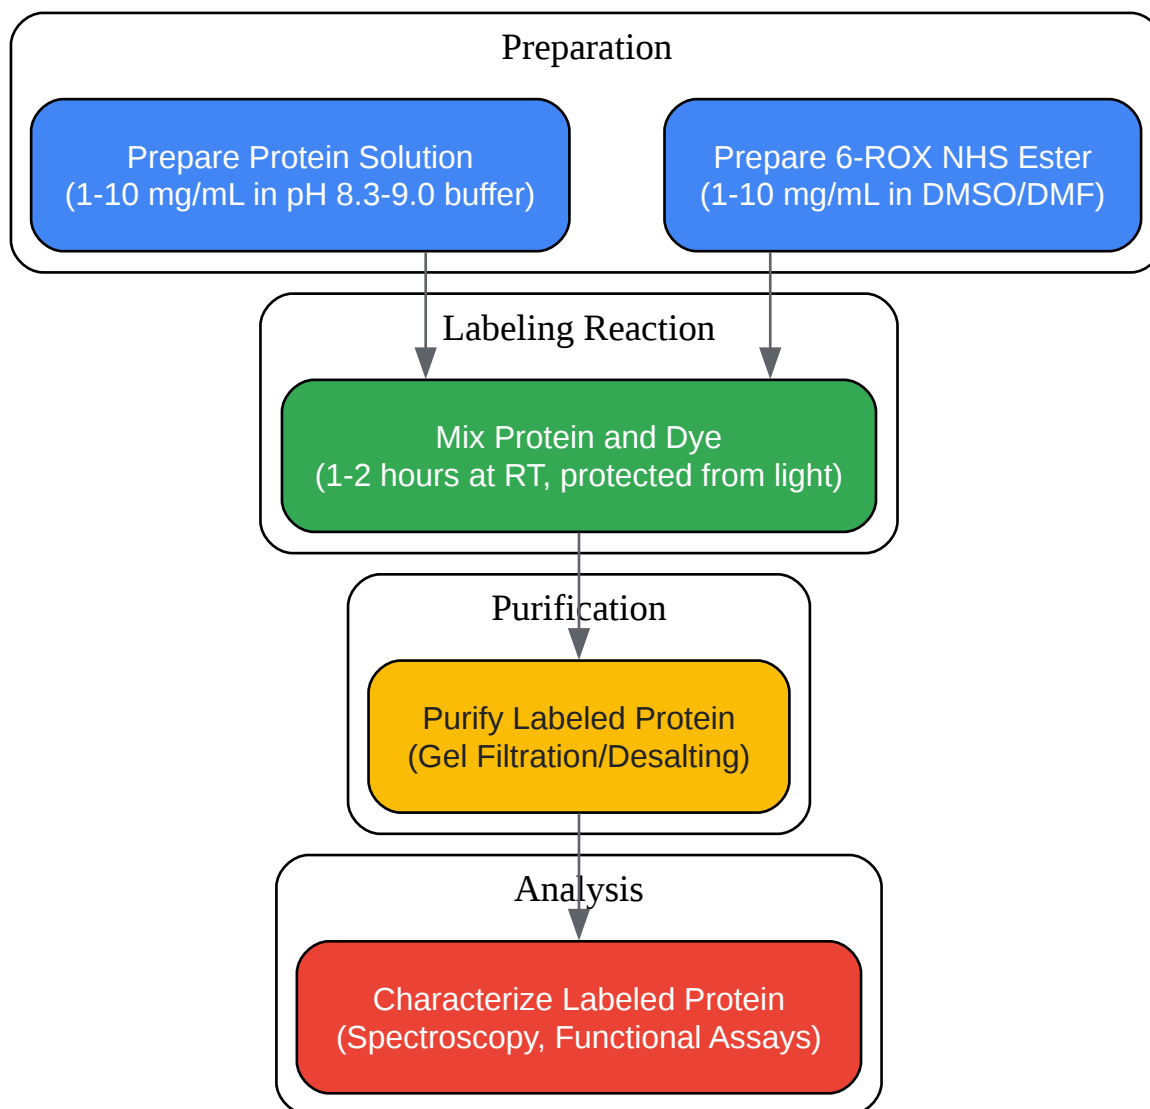 Preparation
Prepare Protein Solution
(1-10 mg/mL in pH 8.3-9.0 buffer)
Prepare 6-ROX NHS Ester
(1-10 mg/mL in DMSO/DMF)
Labeling Reaction
Mix Protein and Dye
(1-2 hours at RT, protected from light)
Purification
Purify Labeled Protein
(Gel Filtration/Desalting)
Analysis
Characterize Labeled Protein
(Spectroscopy, Functional Assays)